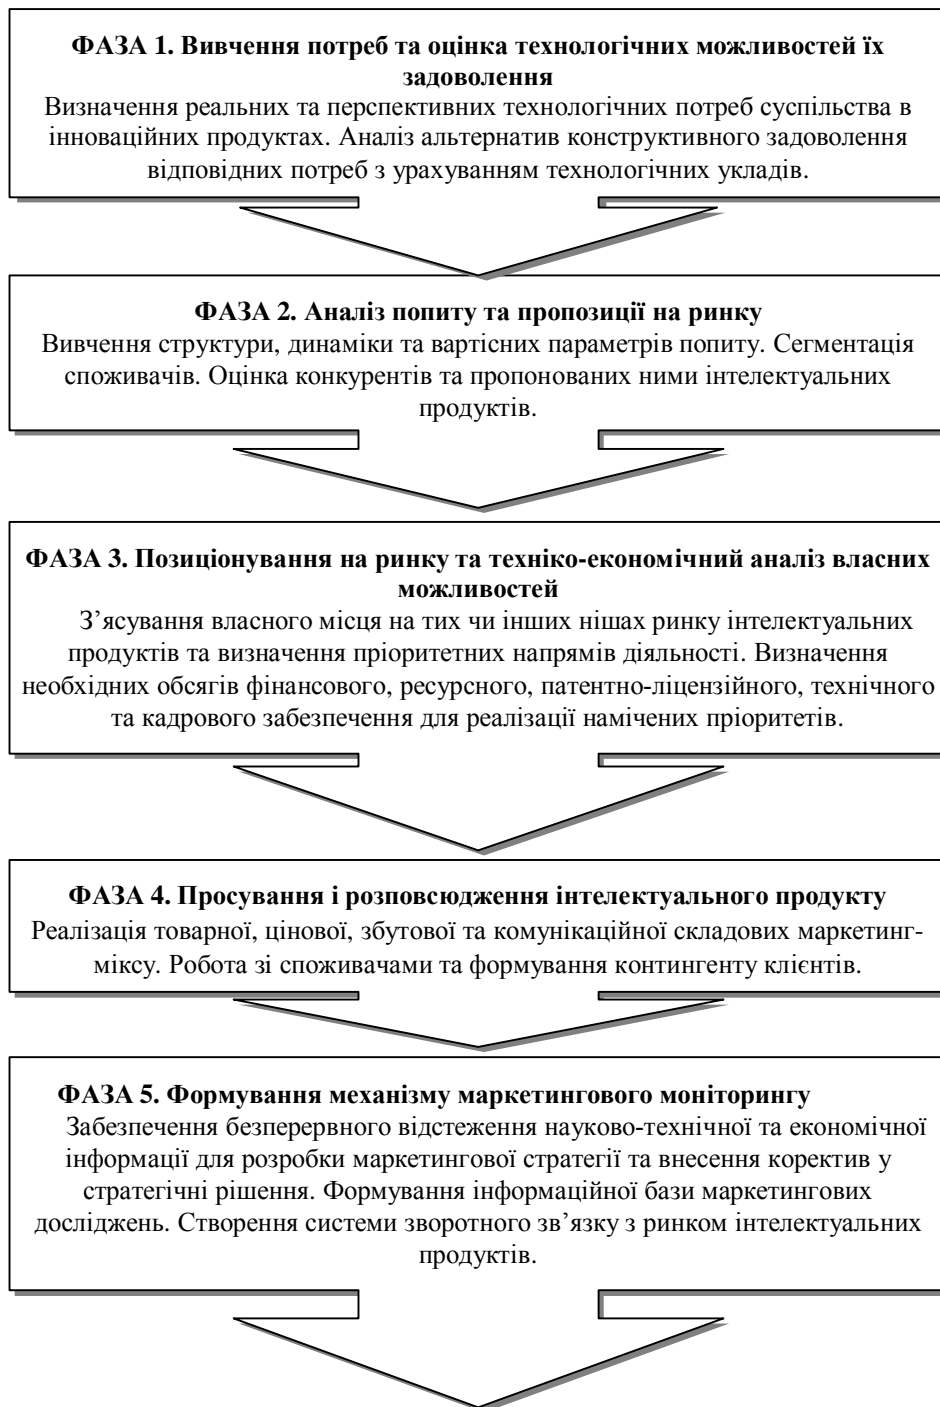 ФАЗА 1. Вивчення потреб та оцінка технологічних можливостей їх
задоволення
Визначення реальних та перспективних технологічних потреб суспільства в
інноваційних продуктах. Аналіз альтернатив конструктивного задоволення
відповідних потреб з урахуванням технологічних укладів.
ФАЗА 2. Аналіз попиту та пропозиції на ринку
Вивчення структури, динаміки та вартісних параметрів попиту. Сегментація
споживачів. Оцінка конкурентів та пропонованих ними інтелектуальних
продуктів.
ФАЗА 3. Позиціонування на ринку та техніко-економічний аналіз власних
можливостей
З’ясування власного місця на тих чи інших нішах ринку інтелектуальних
продуктів та визначення пріоритетних напрямів діяльності. Визначення
необхідних обсягів фінансового, ресурсного, патентно-ліцензійного, технічного
та кадрового забезпечення для реалізації намічених пріоритетів.
ФАЗА 4. Просування і розповсюдження інтелектуального продукту
Реалізація товарної, цінової, збутової та комунікаційної складових маркетинг-
міксу. Робота зі споживачами та формування контингенту клієнтів.
ФАЗА 5. Формування механізму маркетингового моніторингу
Забезпечення безперервного відстеження науково-технічної та економічної
інформації для розробки маркетингової стратегії та внесення коректив у
стратегічні рішення. Формування інформаційної бази маркетингових
досліджень. Створення системи зворотного зв’язку з ринком інтелектуальних
продуктів.